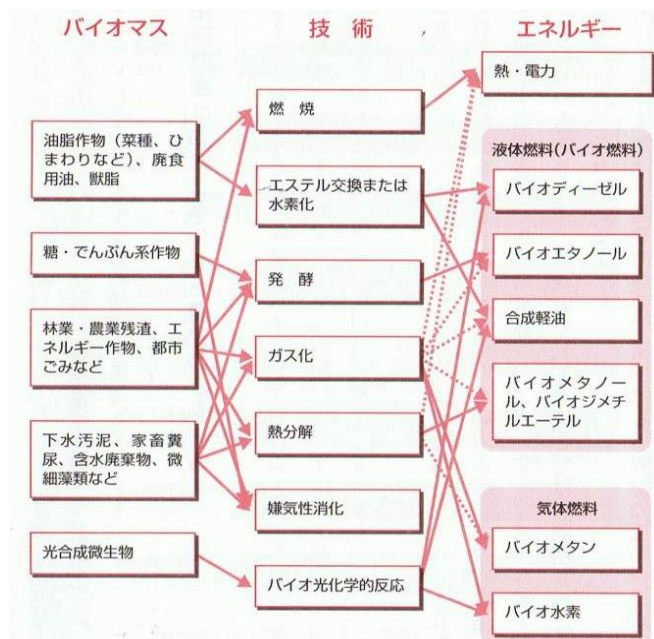 バイオマス
技 術
エネルギー
油脂作物（菜種、ひ
まわりなど）、廃食
用油、獣脂
糖・でんぷん系作物
林業・農業残渣、エ
ネルギー作物、都市
ごみなど
下水汚泥、家畜糞
尿、含水廃棄物、微
細藻類など
光合成微生物
燃 焼
エステル交換または
水素化
発 酵
ガス化
熱分解
嫌気性消化
バイオ光化学的反応
熱・電力
液体燃料（バイオ燃料）
バイオディーゼル
バイオエタノール
合成軽油
バイオメタノー
ル、バイオジメチ
ルエーテル
気体燃料
バイオメタン
バイオ水素